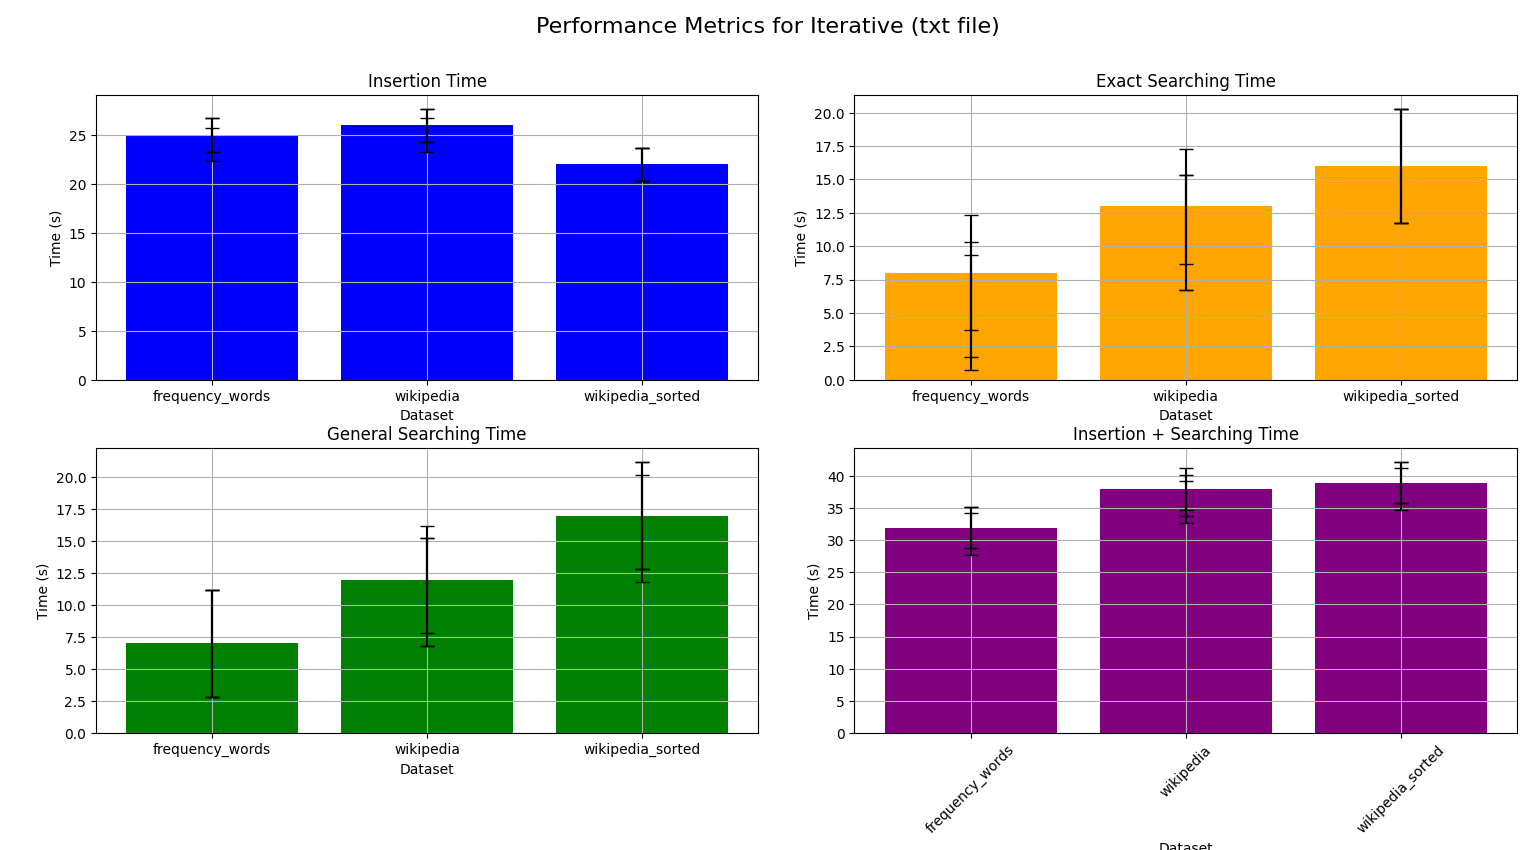 Performance Metrics for Iterative (txt file)
Insertion Time
Time (s)
25
20
15
10
5
0
frequency_words wikipedia wikipedia_sorted
Dataset
Exact Searching Time
Time (s)
20.0
17.5
15.0
12.5
10.0
7.5
5.0
2.5
0.0
frequency_words wikipedia wikipedia_sorted
Dataset
General Searching Time
Time (s)
20.0
17.5
15.0
12.5
10.0
7.5
5.0
2.5
0.0
frequency_words wikipedia wikipedia_sorted
Dataset
Insertion + Searching Time
Time (s)
40
35
30
25
20
15
10
5
0
frequency_words wikipedia wikipedia_sorted
Dataset